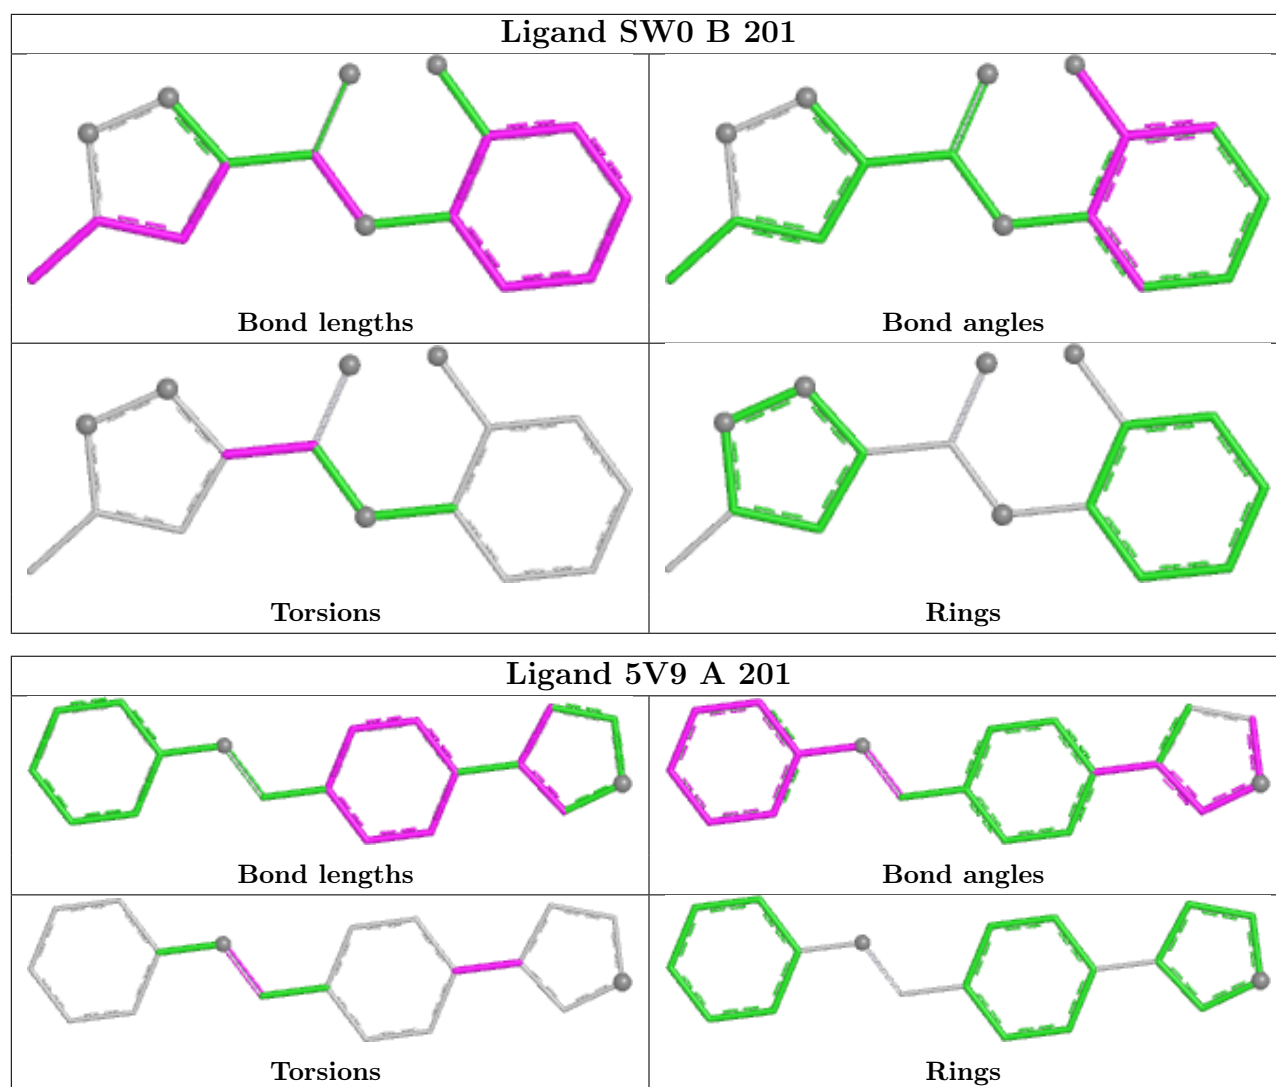 Ligand SW0 B 201
Bond lengths Bond angles
Torsions Rings
Ligand 5V9 A 201
Bond lengths Bond angles
Torsions Rings